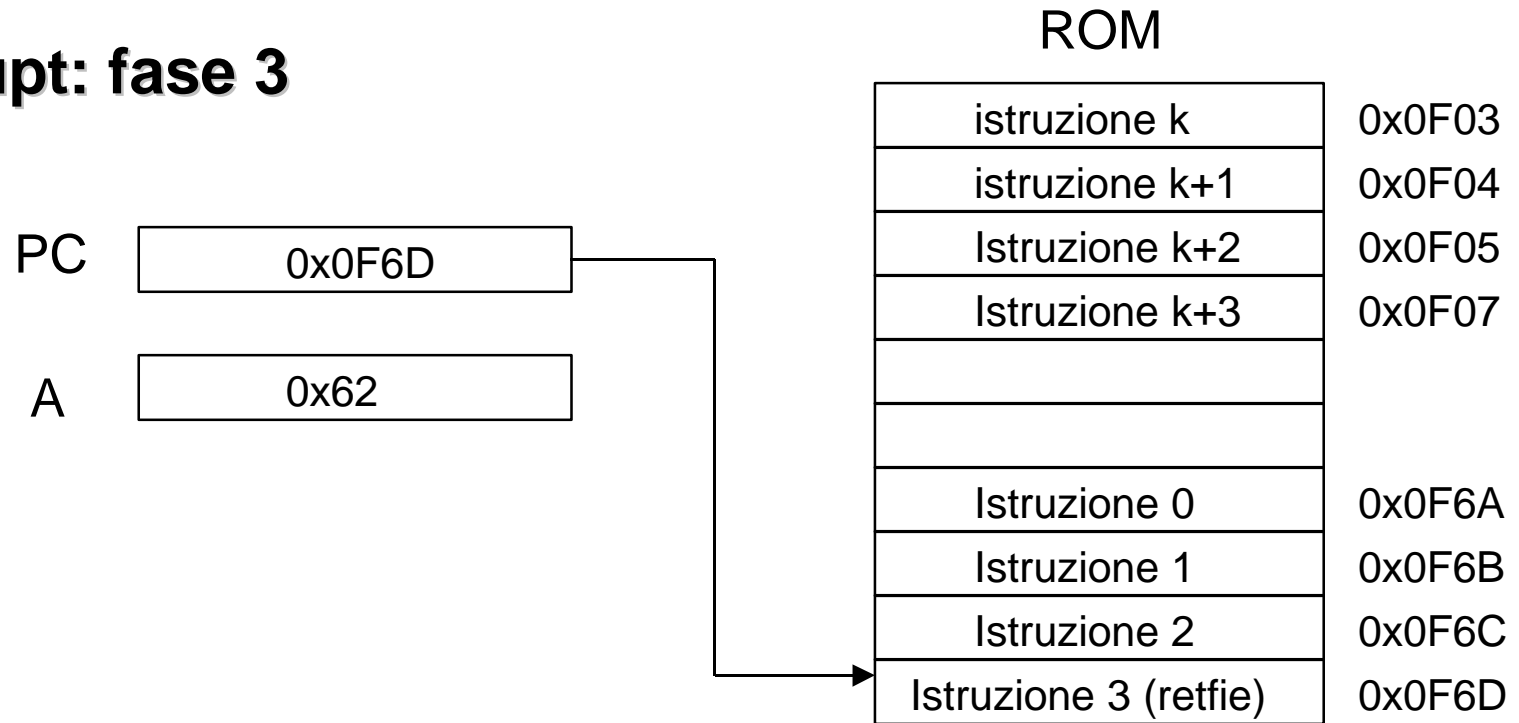 upt: fase 3
ROM
istruzione k 0x0F03
istruzione k+1 0x0F04
PC 0x0F6D Istruzione k+2 0x0F05
Istruzione k+3 0x0F07
A 0x62
Istruzione 0 0x0F6A
Istruzione 1 0x0F6B
Istruzione 2 0x0F6C
Istruzione 3 (retfie) 0x0F6D